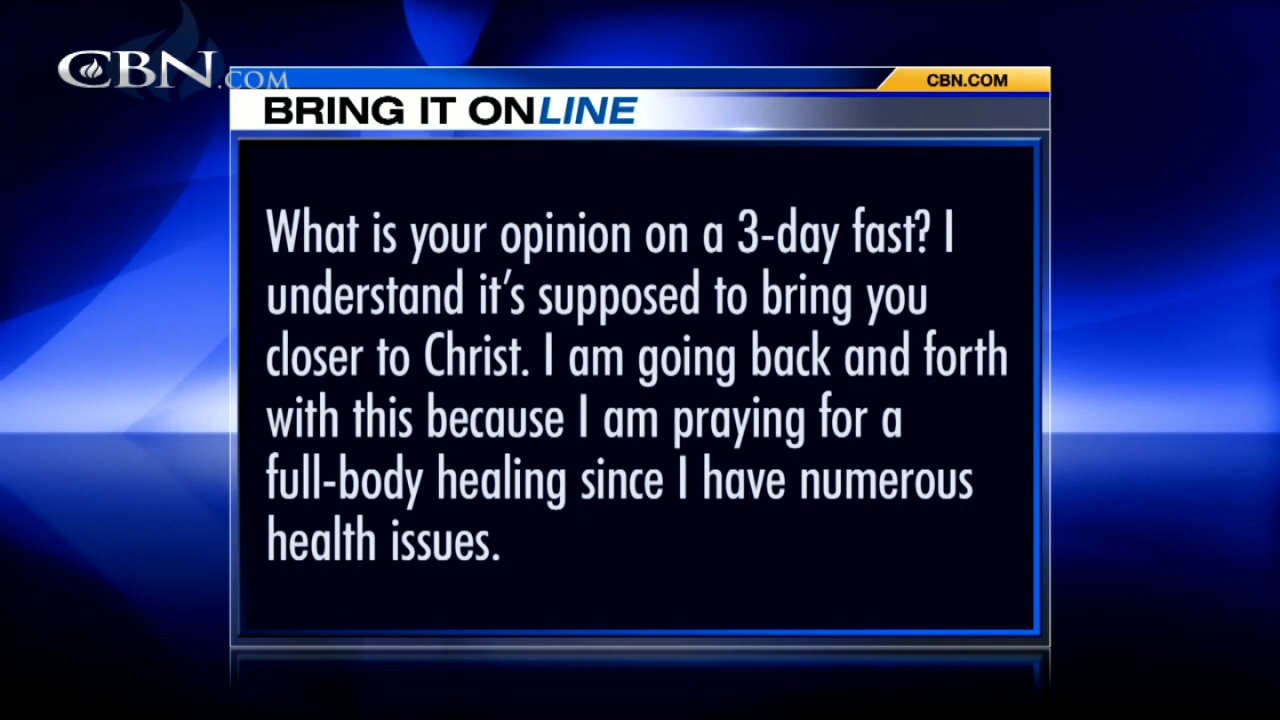 CBN.COM
CBN.COM
BRING IT ONLINE
What is your opinion on a 3-day fast? I
understand it’s supposed to bring you
closer to Christ. I am going back and forth
with this because I am praying for a
full-body healing since I have numerous
health issues.